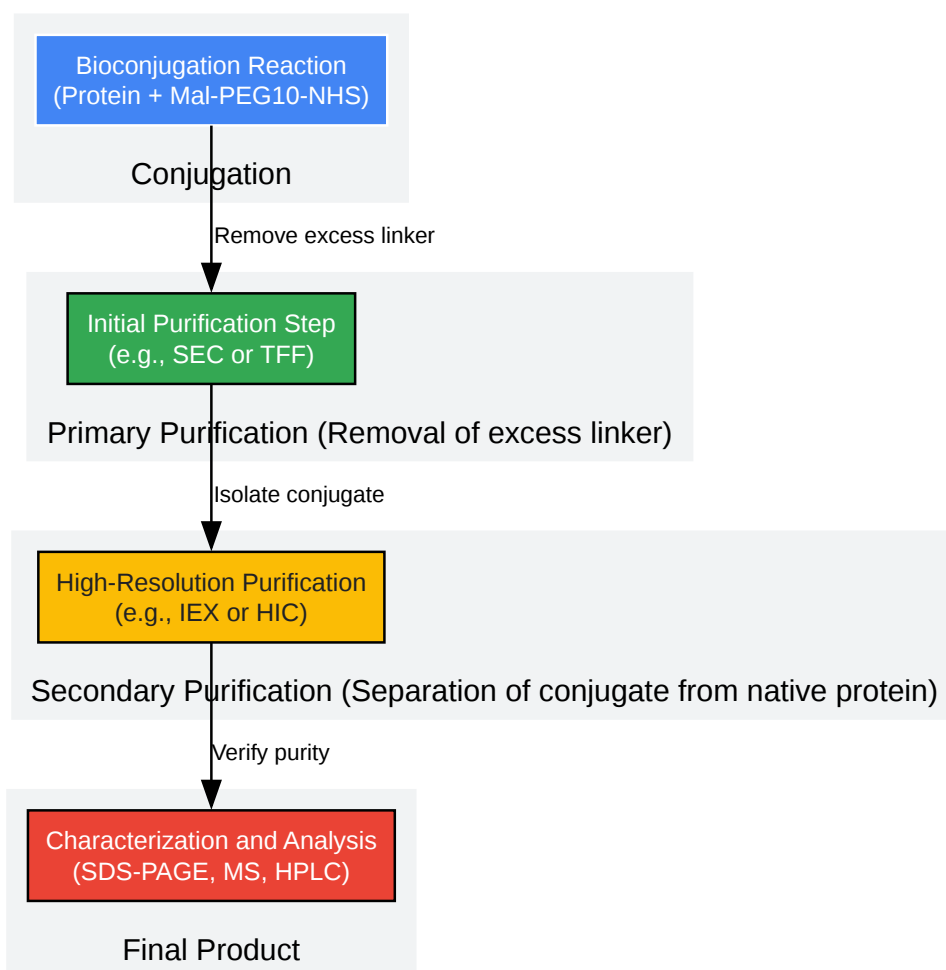 Bioconjugation Reaction
(Protein + Mal-PEG10-NHS)
Conjugation
Remove excess linker
Initial Purification Step
(e.g., SEC or TFF)
Primary Purification (Removal of excess linker)
Isolate conjugate
High-Resolution Purification
(e.g., IEX or HIC)
Secondary Purification (Separation of conjugate from native protein)
Verify purity
Characterization and Analysis
(SDS-PAGE, MS, HPLC)
Final Product